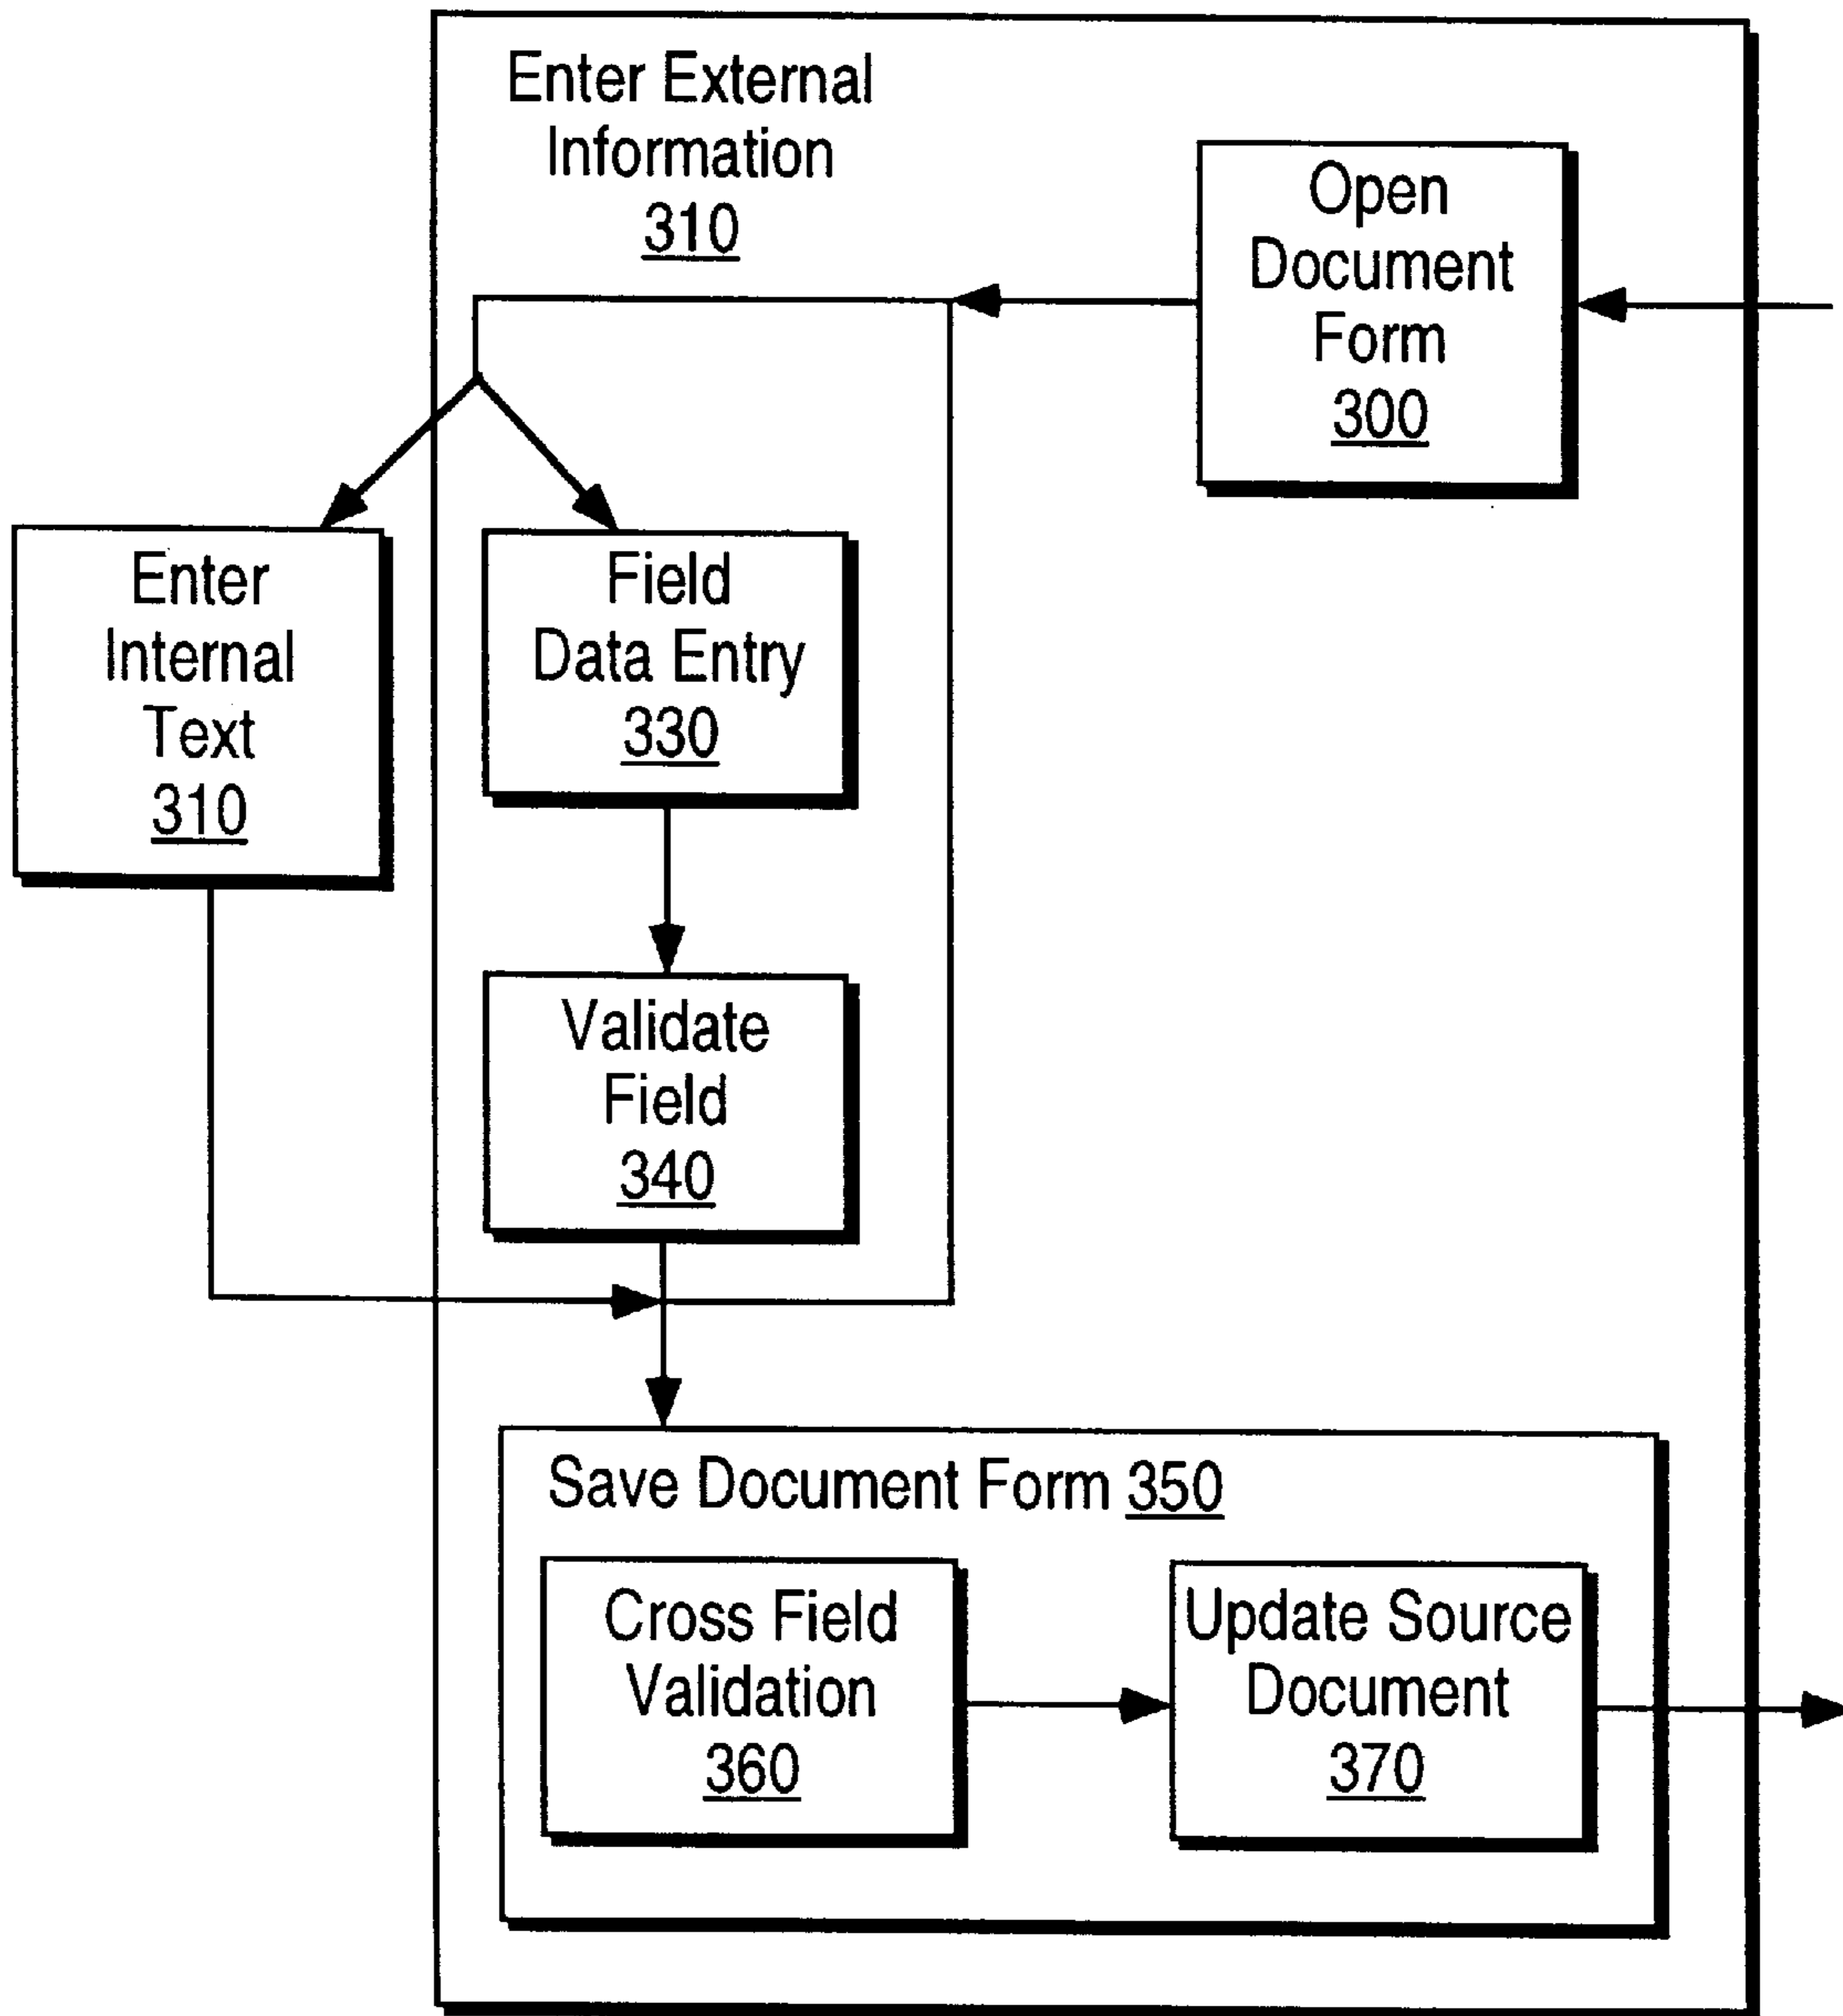 Enter External
Information
310
Open
Document
Form
300
Enter
Internal
Text
310
Field
Data Entry
330
Validate
Field
340
Save Document Form 350
Cross Field
Validation
360
Update Source
Document
370